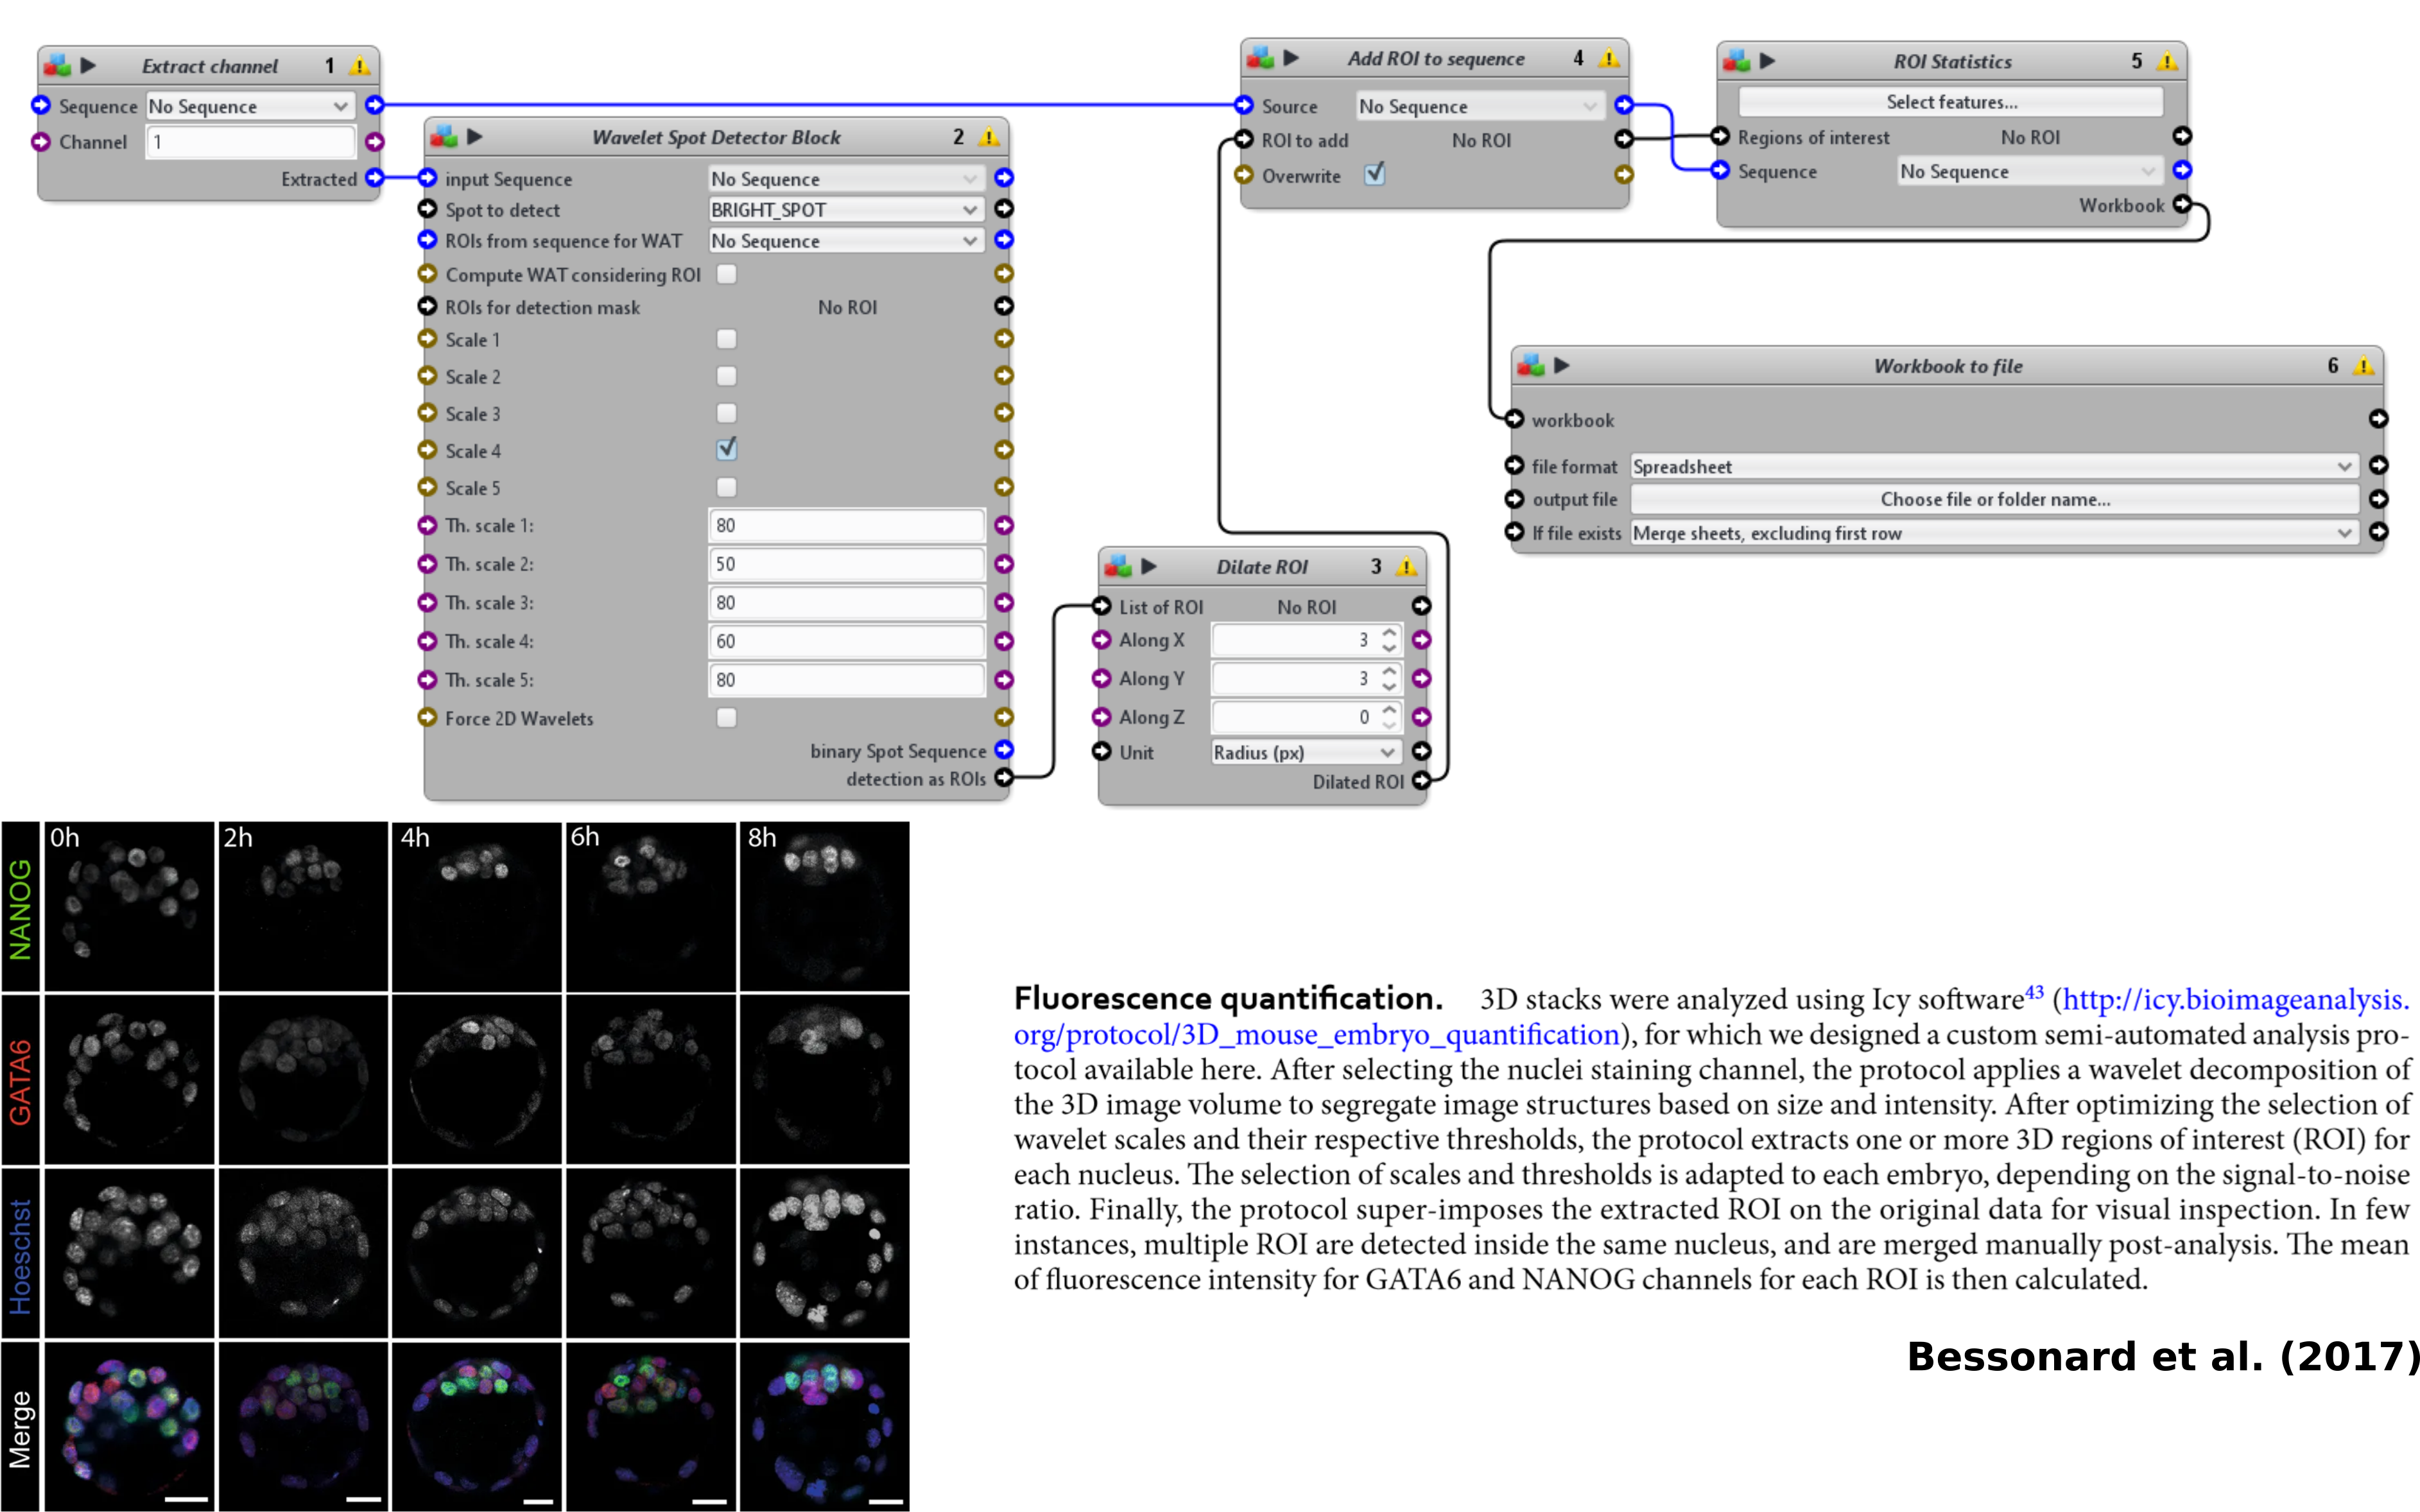 Extract channel 1
Sequence No Sequence
Channel 1
Extracted
Wavelet Spot Detector Block 2
input Sequence No Sequence
Spot to detect BRIGHT_SPOT
ROIs from sequence for WAT No Sequence
Compute WAT considering ROI
ROIs for detection mask No ROI
Scale 1
Scale 2
Scale 3
Scale 4
Scale 5
Th. scale 1: 80
Th. scale 2: 50
Th. scale 3: 80
Th. scale 4: 60
Th. scale 5: 80
Force 2D Wavelets
binary Spot Sequence
detection as ROIs
Dilate ROI 3
List of ROI No ROI
Along X 3
Along Y 3
Along Z 0
Unit Radius (px)
Dilated ROI
Add ROI to sequence 4
Source No Sequence
ROI to add No ROI
Overwrite
ROI Statistics 5
Select features...
Regions of interest No ROI
Sequence No Sequence
Workbook
Workbook to file 6
workbook
file format Spreadsheet
output file Choose file or folder name...
If file exists Merge sheets, excluding first row
0h 2h 4h 6h 8h
NANOG
GATA6
Hoeschst
Merge
Fluorescence quantification. 3D stacks were analyzed using Icy software43 (http://icy.bioimageanalysis.
org/protocol/3D_mouse_embryo_quantification), for which we designed a custom semi-automated analysis pro-
tocol available here. After selecting the nuclei staining channel, the protocol applies a wavelet decomposition of
the 3D image volume to segregate image structures based on size and intensity. After optimizing the selection of
wavelet scales and their respective thresholds, the protocol extracts one or more 3D regions of interest (ROI) for
each nucleus. The selection of scales and thresholds is adapted to each embryo, depending on the signal-to-noise
ratio. Finally, the protocol super-imposes the extracted ROI on the original data for visual inspection. In few
instances, multiple ROI are detected inside the same nucleus, and are merged manually post-analysis. The mean
of fluorescence intensity for GATA6 and NANOG channels for each ROI is then calculated.
Bessonard et al. (2017)